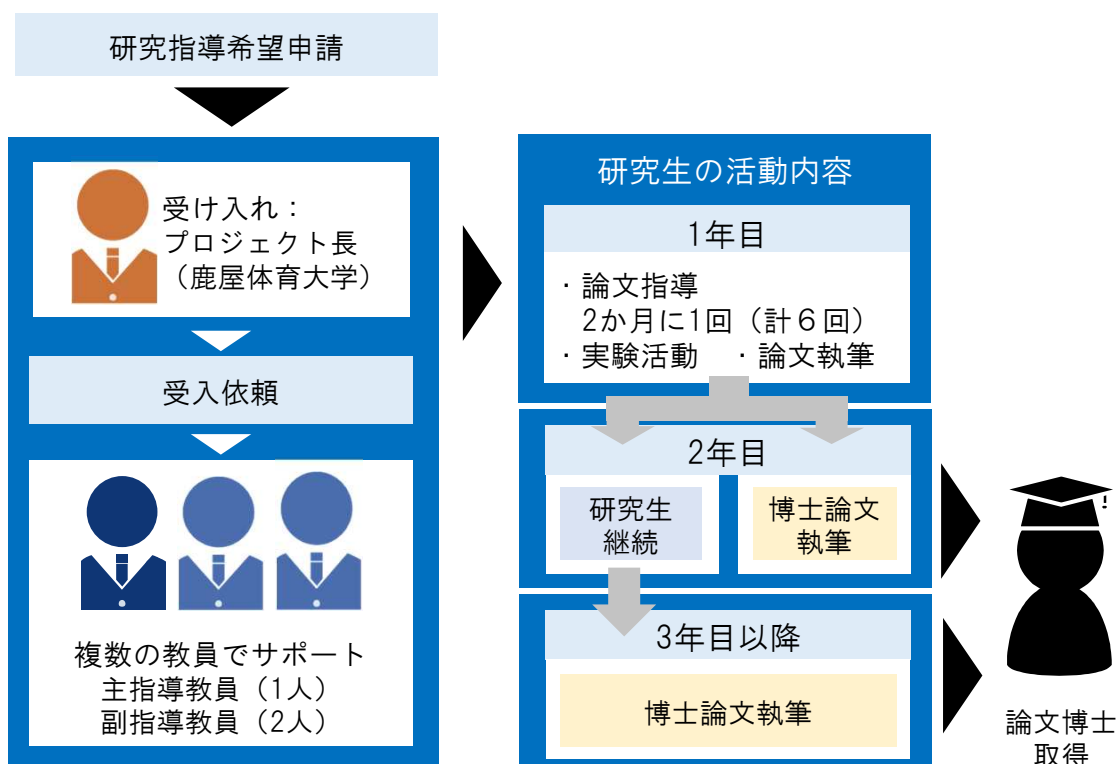 研究指導希望申請
受け入れ：
プロジェクト長
（鹿屋体育大学）
受入依頼
複数の教員でサポート
主指導教員（1人）
副指導教員（2人）
研究生の活動内容
1年目
・論文指導
2か月に1回（計６回）
・実験活動　・論文執筆
2年目
研究生
継続
博士論文
執筆
3年目以降
博士論文執筆
!
論文博士
取得